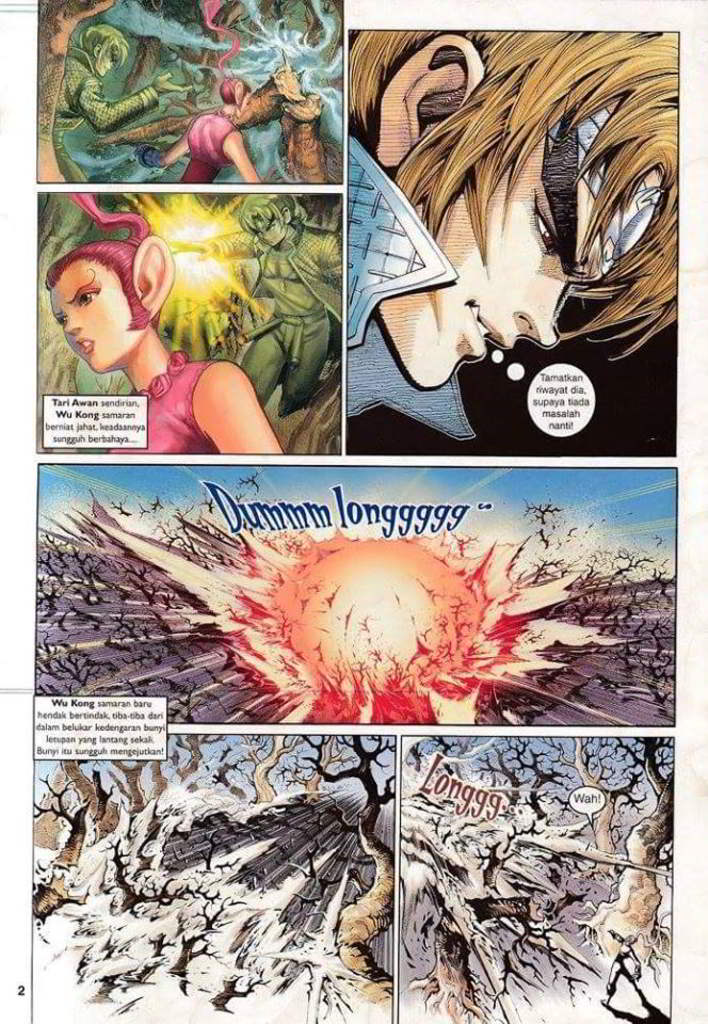 Tamatkan
riwayat dia,
supaya tiada
masalah
nanti!
Tari Awan sendirian,
Wu Kong samaran
berniat jahat, keadaannya
sungguh berbahaya....
Dummm longgggg~
Wu Kong samaran baru
hendak bertindak, tiba-tiba dari
dalam belukar kedengaran bunyi
letupan yang lantang sekali.
Bunyi itu sungguh mengejutkan!
Longgg~
Wah!
2